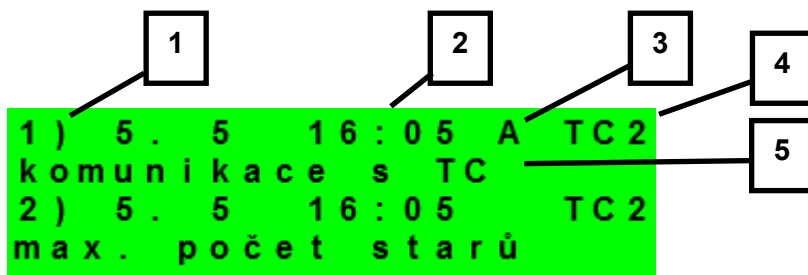 1 2 3 4
1) 5. 5 16:05 A TC2
komunikace s TC
5
2) 5. 5 16:05 TC2
max. počet starů